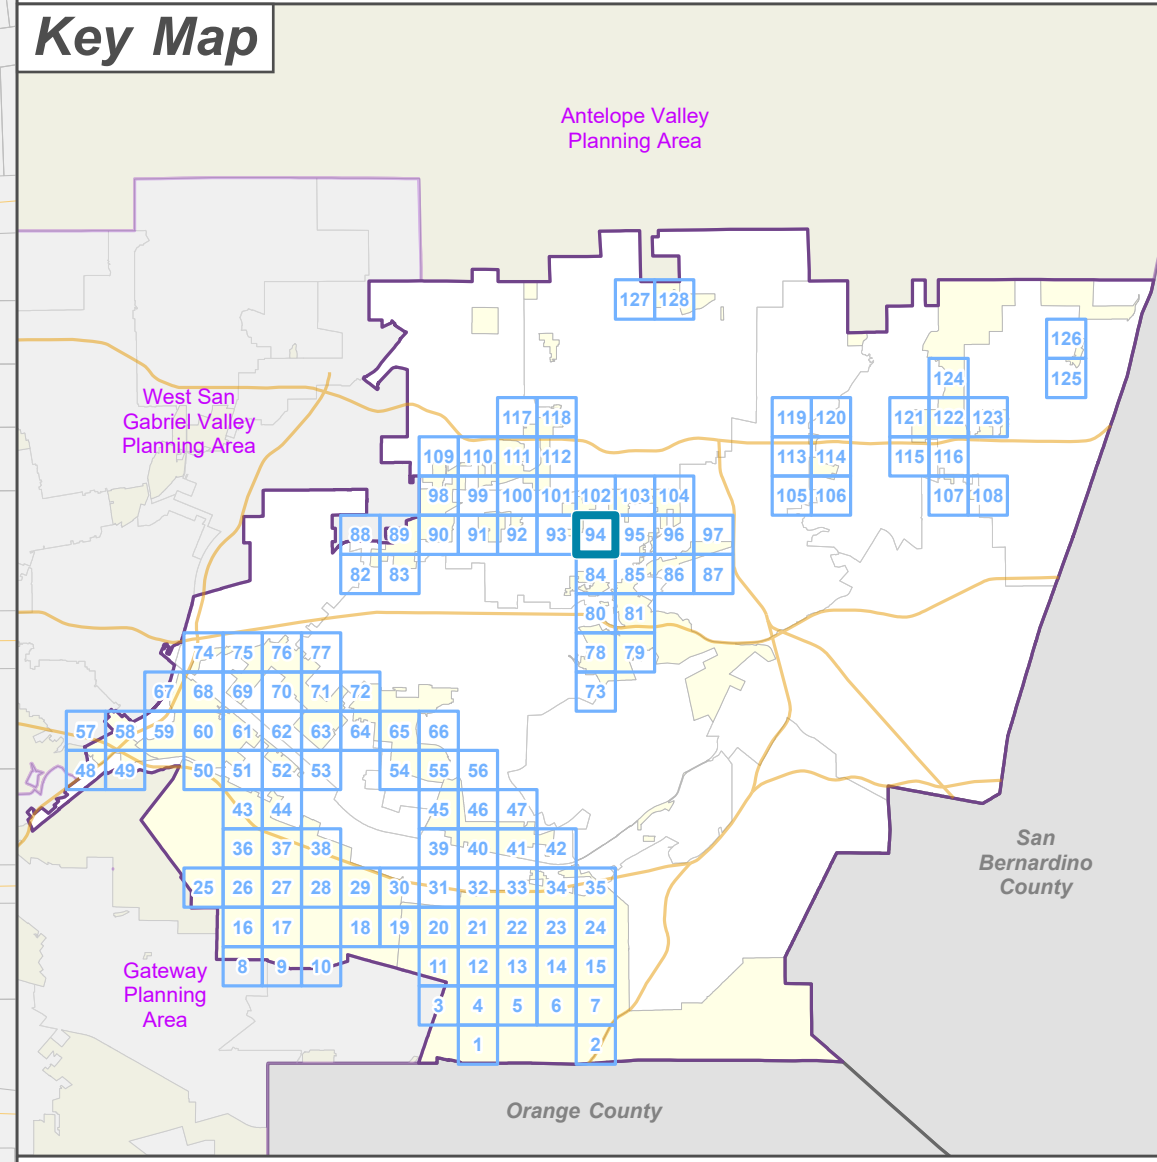 Key Map
Antelope Valley
Planning Area
127 128
126
124
125
West San
Gabriel Valley
Planning Area
117 118
119 120
121 122 123
109 110 111 112
113 114
115 116
98 99 100 101 102 103 104
105 106
107 108
88 89 90 91 92 93 94 95 96 97
82 83
84 85 86 87
80 81
74 75 76 77
78 79
67 68 69 70 71 72
73
57 58 59 60 61 62 63 64 65 66
48 49 50 51 52 53 54 55 56
43 44 45 46 47
36 37 38 39 40 41 42
San
Bernardino
County
25 26 27 28 29 30 31 32 33 34 35
16 17 18 19 20 21 22 23 24
8 9 10 11 12 13 14 15
Gateway
Planning
Area
3 4 5 6 7
1 2
Orange County